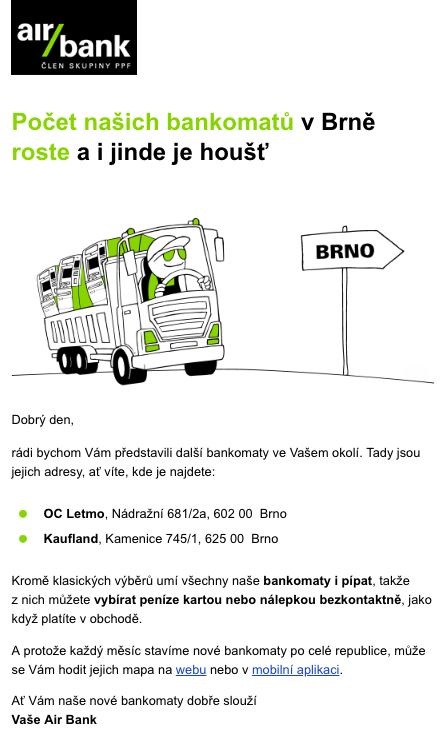 air/bank
ČLEN SKUPINY PPF
Počet našich bankomatů v Brně
roste a i jinde je houšť
BRNO
Dobrý den,
rádi bychom Vám představili další bankomaty ve Vašem okolí. Tady jsou
jejich adresy, ať víte, kde je najdete:
OC Letmo, Nádražní 681/2a, 602 00  Brno
Kaufland, Kamenice 745/1, 625 00  Brno
Kromě klasických výběrů umí všechny naše bankomaty i pípat, takže
z nich můžete vybírat peníze kartou nebo nálepkou bezkontaktně, jako
když platíte v obchodě.
A protože každý měsíc stavíme nové bankomaty po celé republice, může
se Vám hodit jejich mapa na webu nebo v mobilní aplikaci.
Ať Vám naše nové bankomaty dobře slouží
Vaše Air Bank